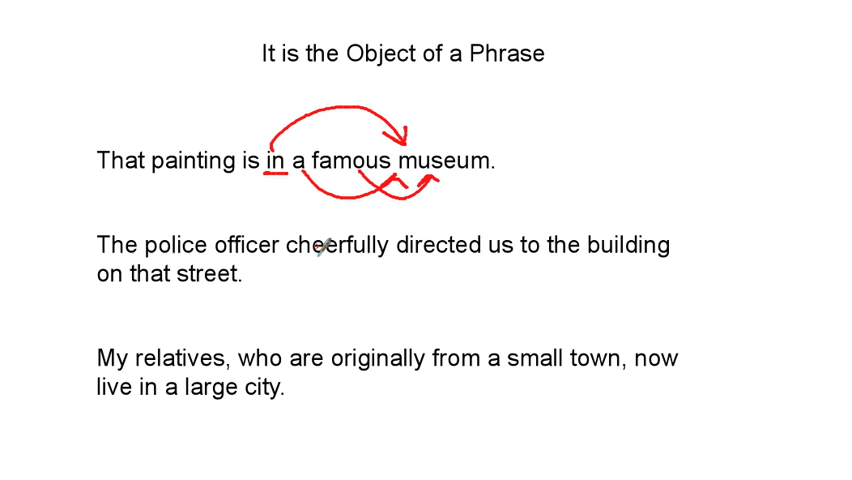 It is the Object of a Phrase
That painting is in a famous museum.
The police officer cheerfully directed us to the building
on that street.
My relatives, who are originally from a small town, now
live in a large city.